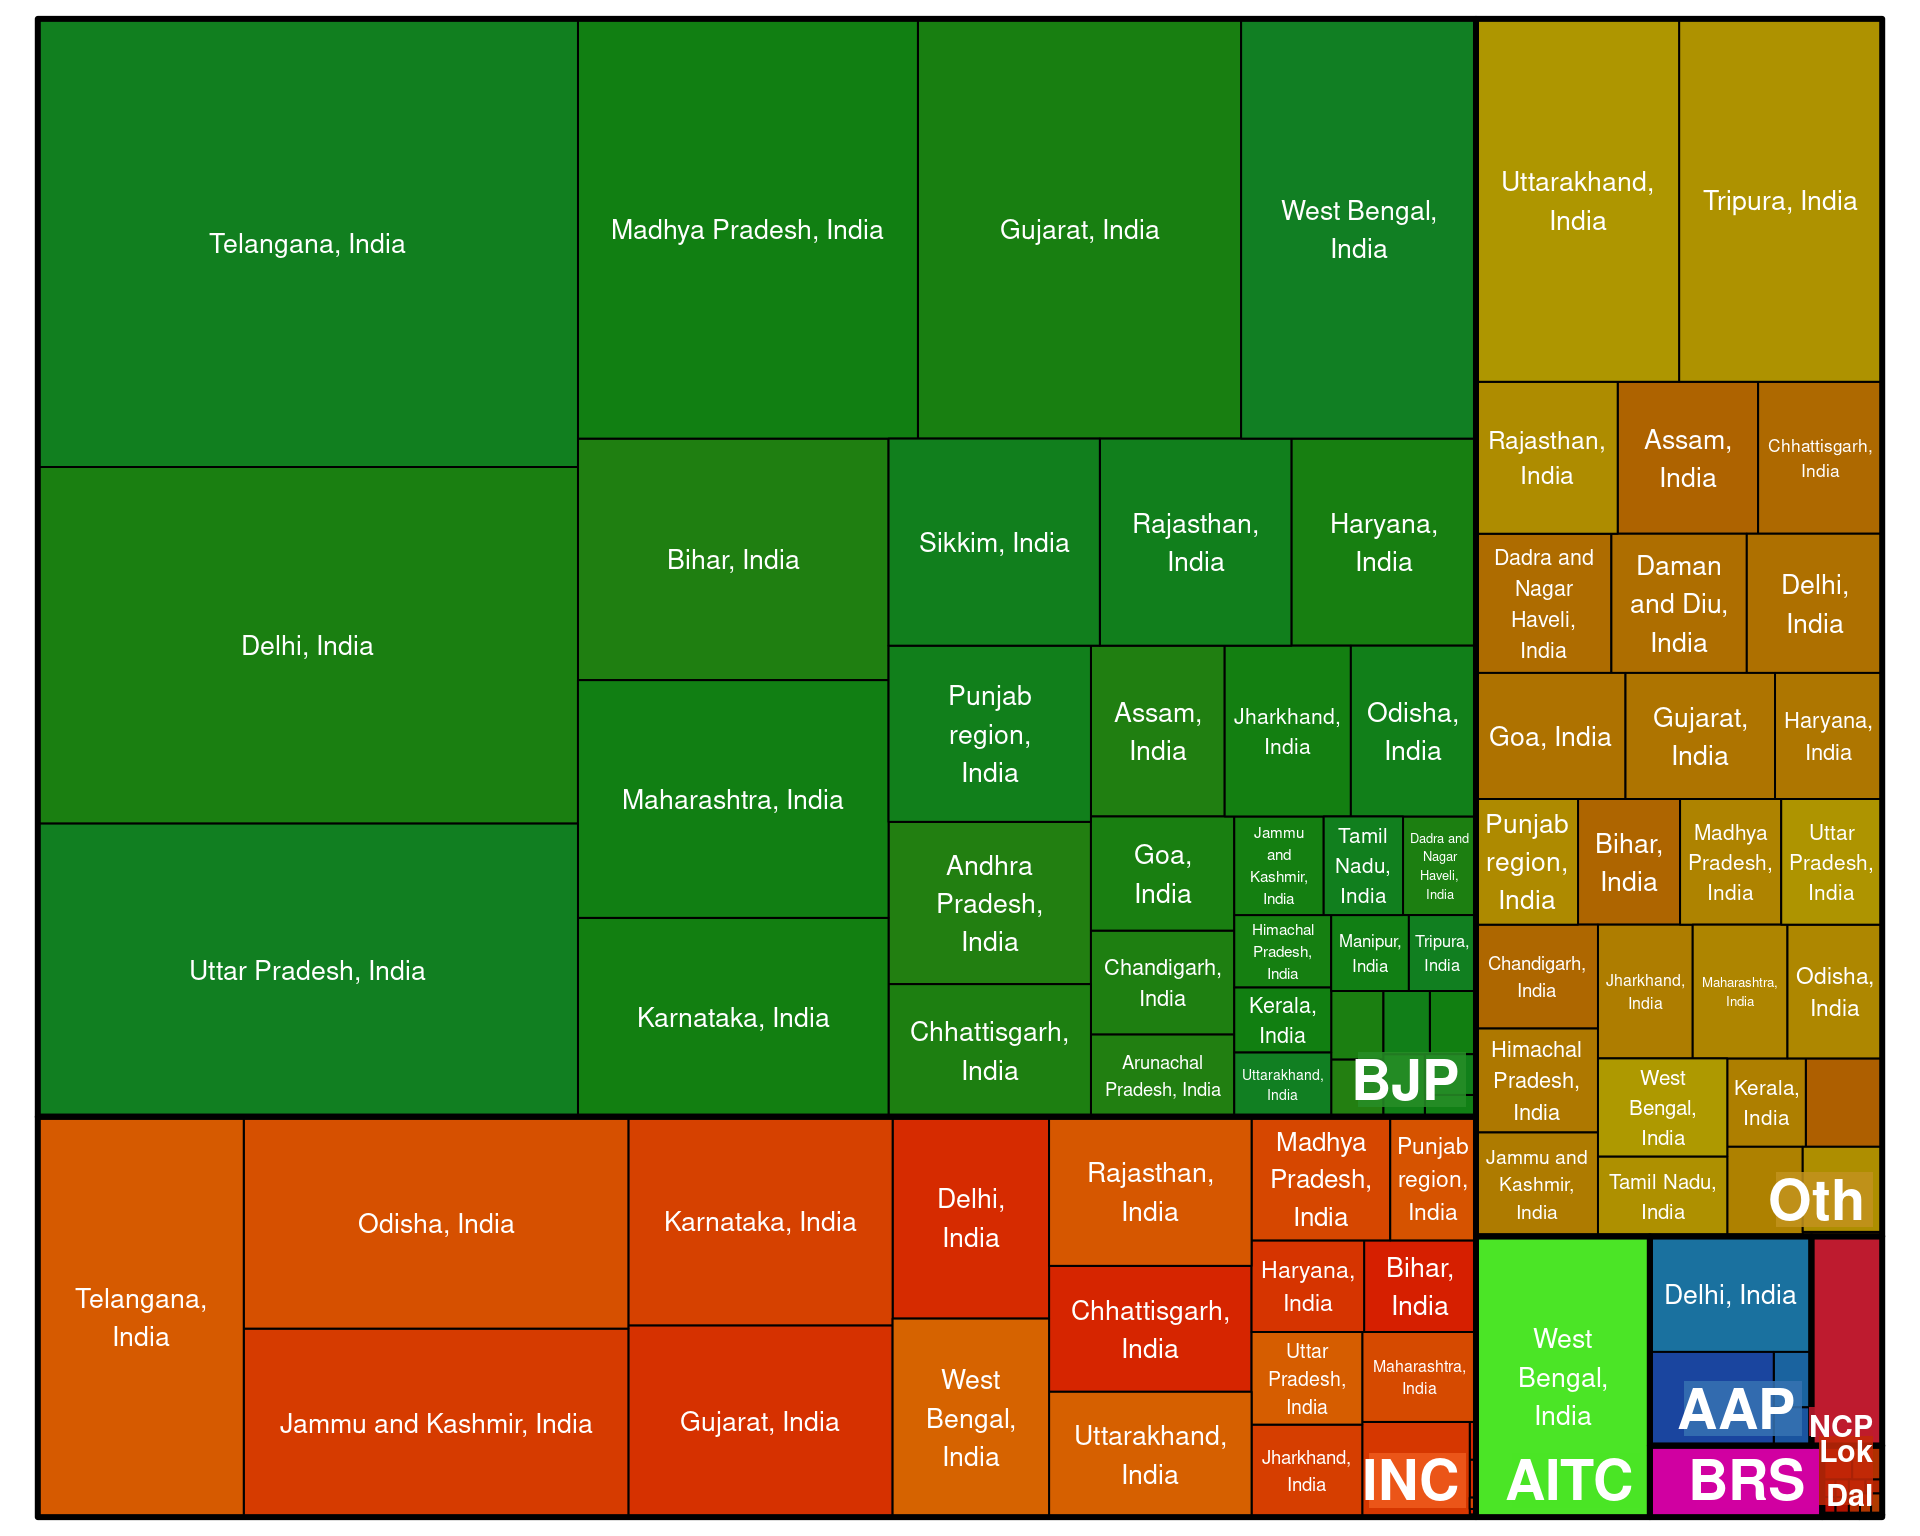 Telangana, India
Madhya Pradesh, India
Gujarat, India
West Bengal,
India
Delhi, India
Uttar Pradesh, India
Bihar, India
Maharashtra, India
Karnataka, India
Sikkim, India
Rajasthan,
India
Haryana,
India
Punjab
region,
India
Andhra
Pradesh,
India
Chhattisgarh,
India
Assam,
India
Jharkhand,
India
Odisha,
India
Goa,
India
Chandigarh,
India
Arunachal
Pradesh, India
Jammu
and
Kashmir,
India
Tamil
Nadu,
India
Dadra and
Nagar
Haveli,
India
Himachal
Pradesh,
India
Manipur,
India
Tripura,
India
Kerala,
India
Uttarakhand,
India
BJP
Telangana,
India
Odisha, India
Jammu and Kashmir, India
Karnataka, India
Gujarat, India
Delhi,
India
West
Bengal,
India
Rajasthan,
India
Chhattisgarh,
India
Uttarakhand,
India
Madhya
Pradesh,
India
Punjab
region,
India
Haryana,
India
Bihar,
India
Uttar
Pradesh,
India
Maharashtra,
India
Jharkhand,
India
INC
Uttarakhand,
India
Tripura, India
Rajasthan,
India
Assam,
India
Chhattisgarh,
India
Dadra and
Nagar
Haveli,
India
Daman
and Diu,
India
Delhi,
India
Goa, India
Gujarat,
India
Haryana,
India
Punjab
region,
India
Bihar,
India
Madhya
Pradesh,
India
Uttar
Pradesh,
India
Chandigarh,
India
Jharkhand,
India
Maharashtra,
India
Odisha,
India
Himachal
Pradesh,
India
Jammu and
Kashmir,
India
West
Bengal,
India
Tamil Nadu,
India
Kerala,
India
Oth
West
Bengal,
India
AITC
Delhi, India
AAP
BRS
NCP
Lok
Dal